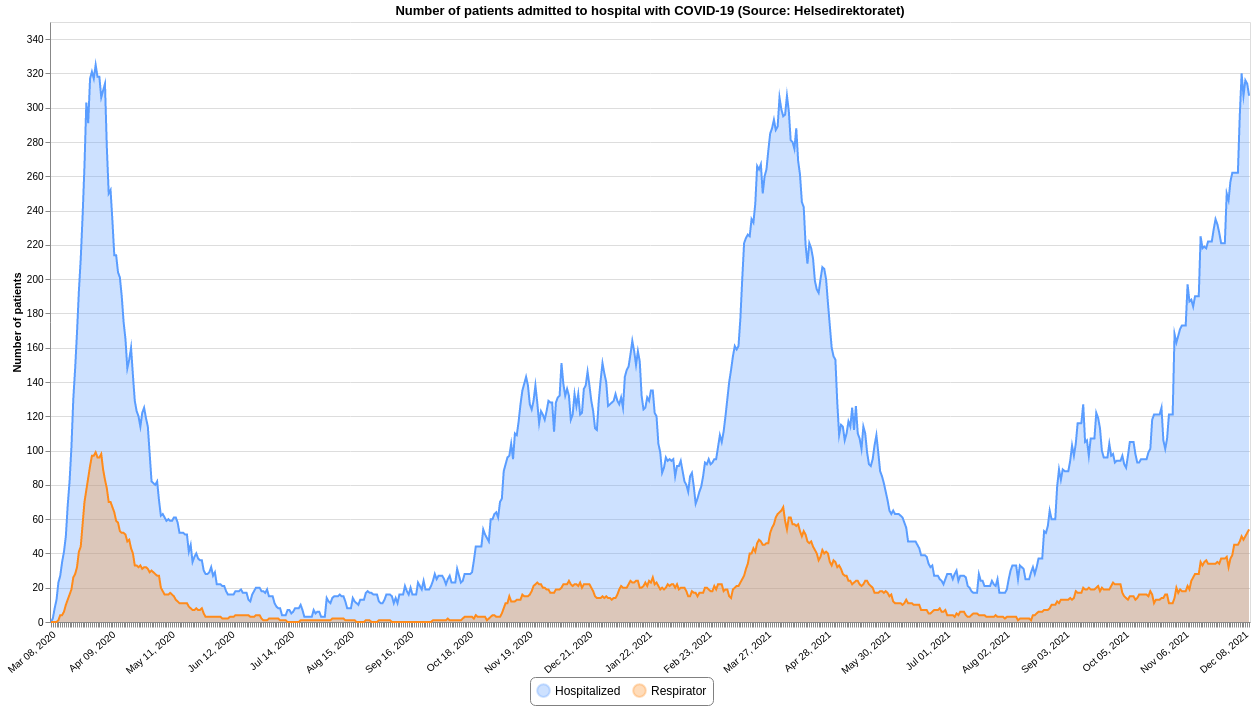 Number of patients admitted to hospital with COVID-19 (Source: Helsedirektoratet)
Number of patients
340
320
300
280
260
240
220
200
180
160
140
120
100
80
60
40
20
0
Mar 08, 2020
Apr 09, 2020
May 11, 2020
Jun 12, 2020
Jul 14, 2020
Aug 15, 2020
Sep 16, 2020
Oct 18, 2020
Nov 19, 2020
Dec 21, 2020
Jan 22, 2021
Feb 23, 2021
Mar 27, 2021
Apr 28, 2021
May 30, 2021
Jul 01, 2021
Aug 02, 2021
Sep 03, 2021
Oct 05, 2021
Nov 06, 2021
Dec 08, 2021
Hospitalized
Respirator